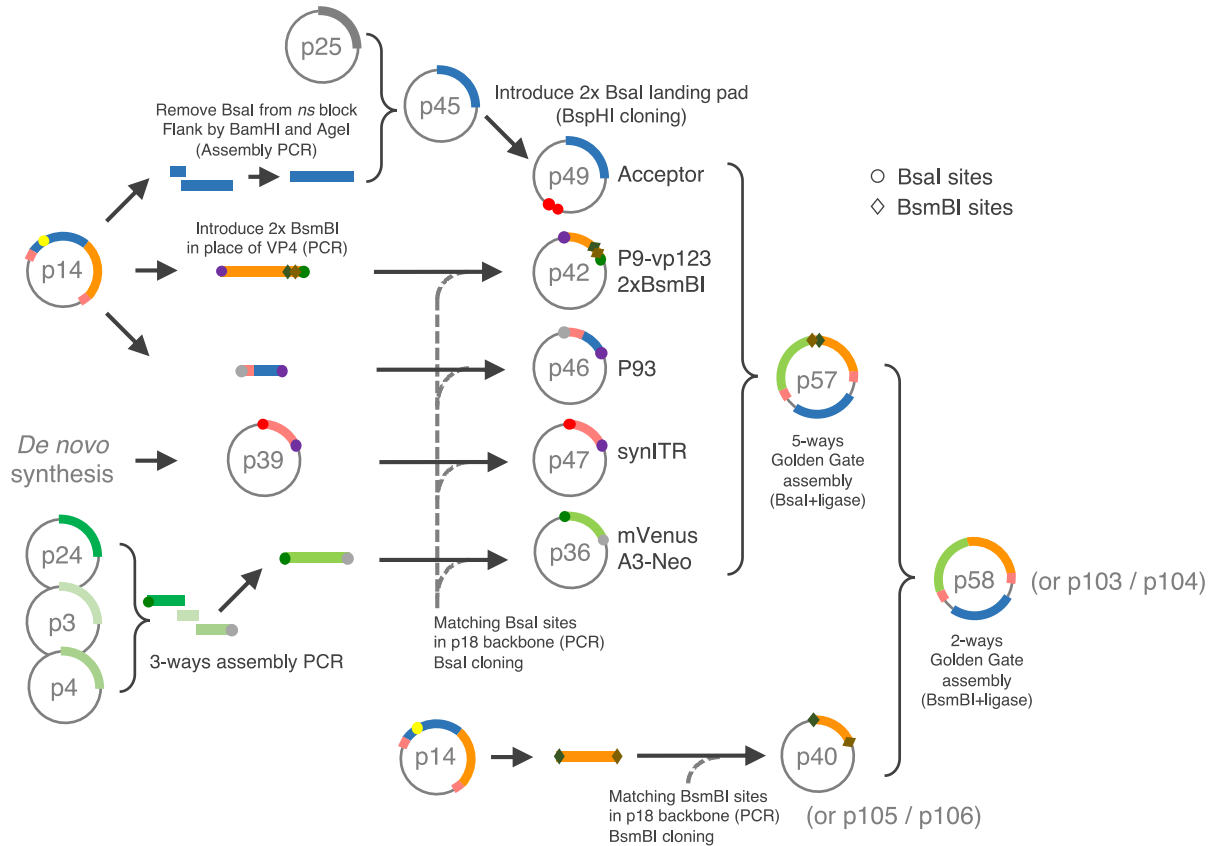 p25
Remove BsaI from ns block
Flank by BamHI and AgeI
(Assembly PCR)
p45
Introduce 2x BsaI landing pad
(BspHI cloning)
p49
Acceptor
BsaI sites
BsmBI sites
p14
Introduce 2x BsmBI
in place of VP4 (PCR)
p42
P9-vp123
2xBsmBI
p46
P93
p57
5-ways
Golden Gate
assembly
(BsaI+ligase)
De novo
synthesis
p39
p47
synITR
p24
p3
p4
3-ways assembly PCR
p36
mVenus
A3-Neo
Matching BsaI sites
in p18 backbone (PCR)
BsaI cloning
p58
(or p103 / p104)
2-ways
Golden Gate
assembly
(BsmBI+ligase)
p14
Matching BsmBI sites
in p18 backbone (PCR)
BsmBI cloning
p40
(or p105 / p106)